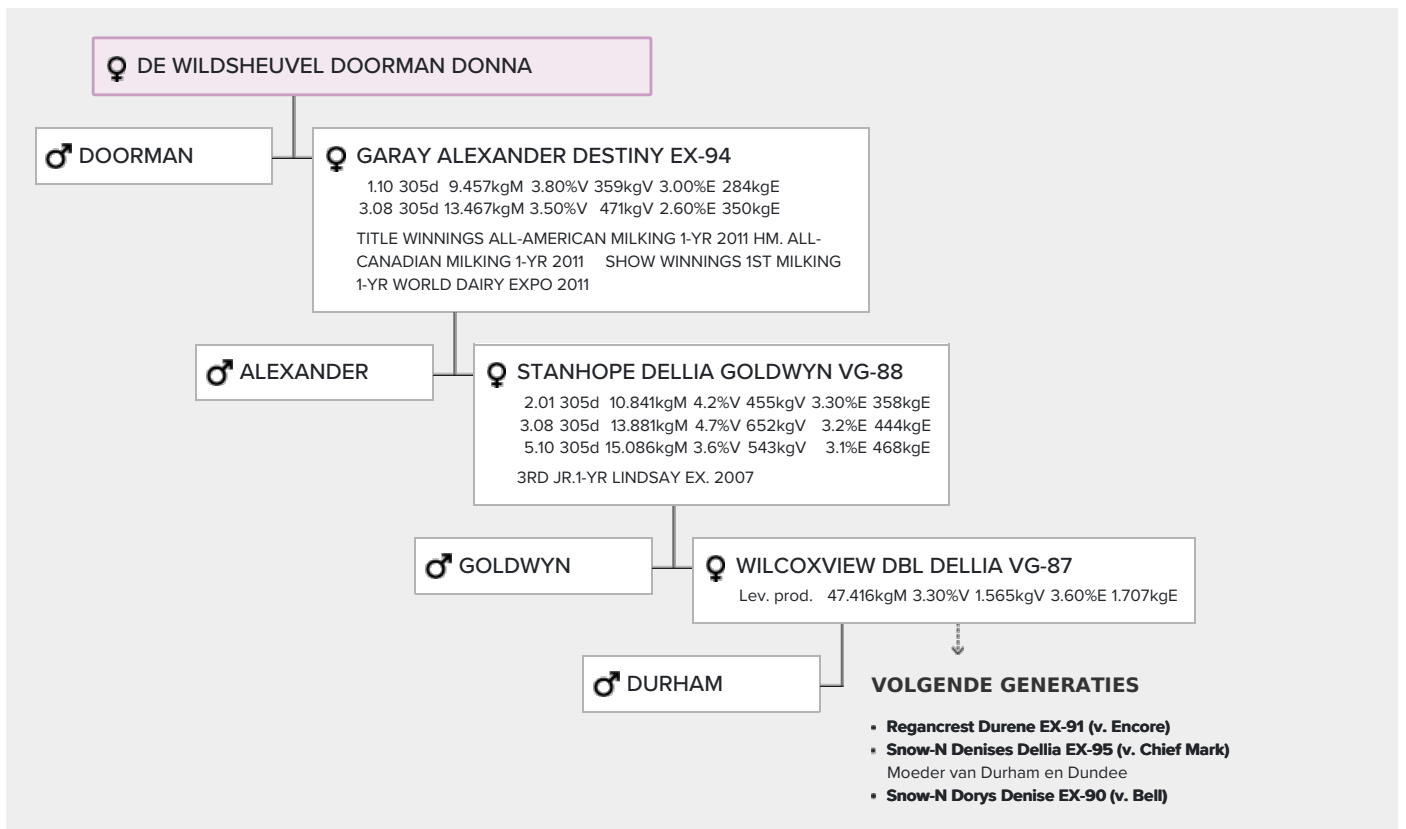 DE WILDSHEUVEL DOORMAN DONNA
DOORMAN
GARAY ALEXANDER DESTINY EX-94
1.10 305d 9.457kgM 3.80%V 359kgV 3.00%E 284kgE
3.08 305d 13.467kgM 3.50%V 471kgV 2.60%E 350kgE
TITLE WINNINGS ALL-AMERICAN MILKING 1-YR 2011 HM. ALL-
CANADIAN MILKING 1-YR 2011 SHOW WINNINGS 1ST MILKING
1-YR WORLD DAIRY EXPO 2011
ALEXANDER
STANHOPE DELLIA GOLDWYN VG-88
2.01 305d 10.841kgM 4.2%V 455kgV 3.30%E 358kgE
3.08 305d 13.881kgM 4.7%V 652kgV 3.2%E 444kgE
5.10 305d 15.086kgM 3.6%V 543kgV 3.1%E 468kgE
3RD JR.1-YR LINDSAY EX. 2007
GOLDWYN
WILCOXVIEW DBL DELLIA VG-87
Lev. prod. 47.416kgM 3.30%V 1.565kgV 3.60%E 1.707kgE
DURHAM
VOLGENDE GENERATIES
• Regancrest Durene EX-91 (v. Encore)
• Snow-N Denises Dellia EX-95 (v. Chief Mark)
Moeder van Durham en Dundee
• Snow-N Dorys Denise EX-90 (v. Bell)